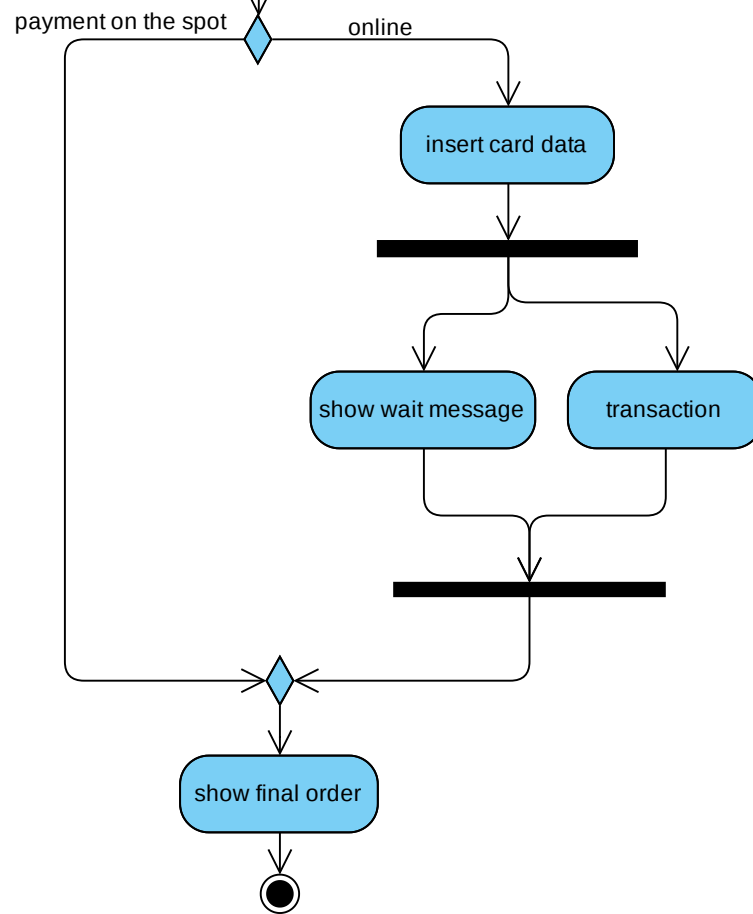 payment on the spot
online
insert card data
show wait message
transaction
show final order